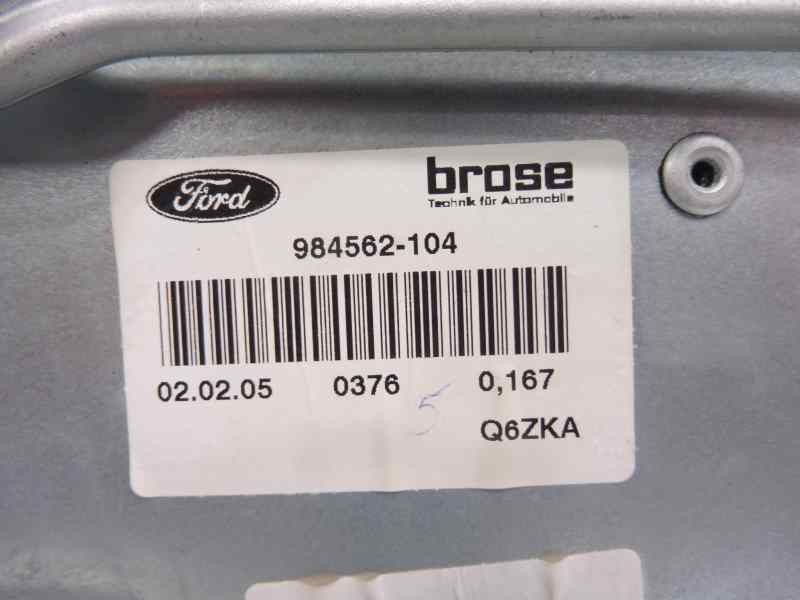 Ford
brose
Technik für Automobile
984562-104
02.02.05 0376 0,167
5
Q6ZKA